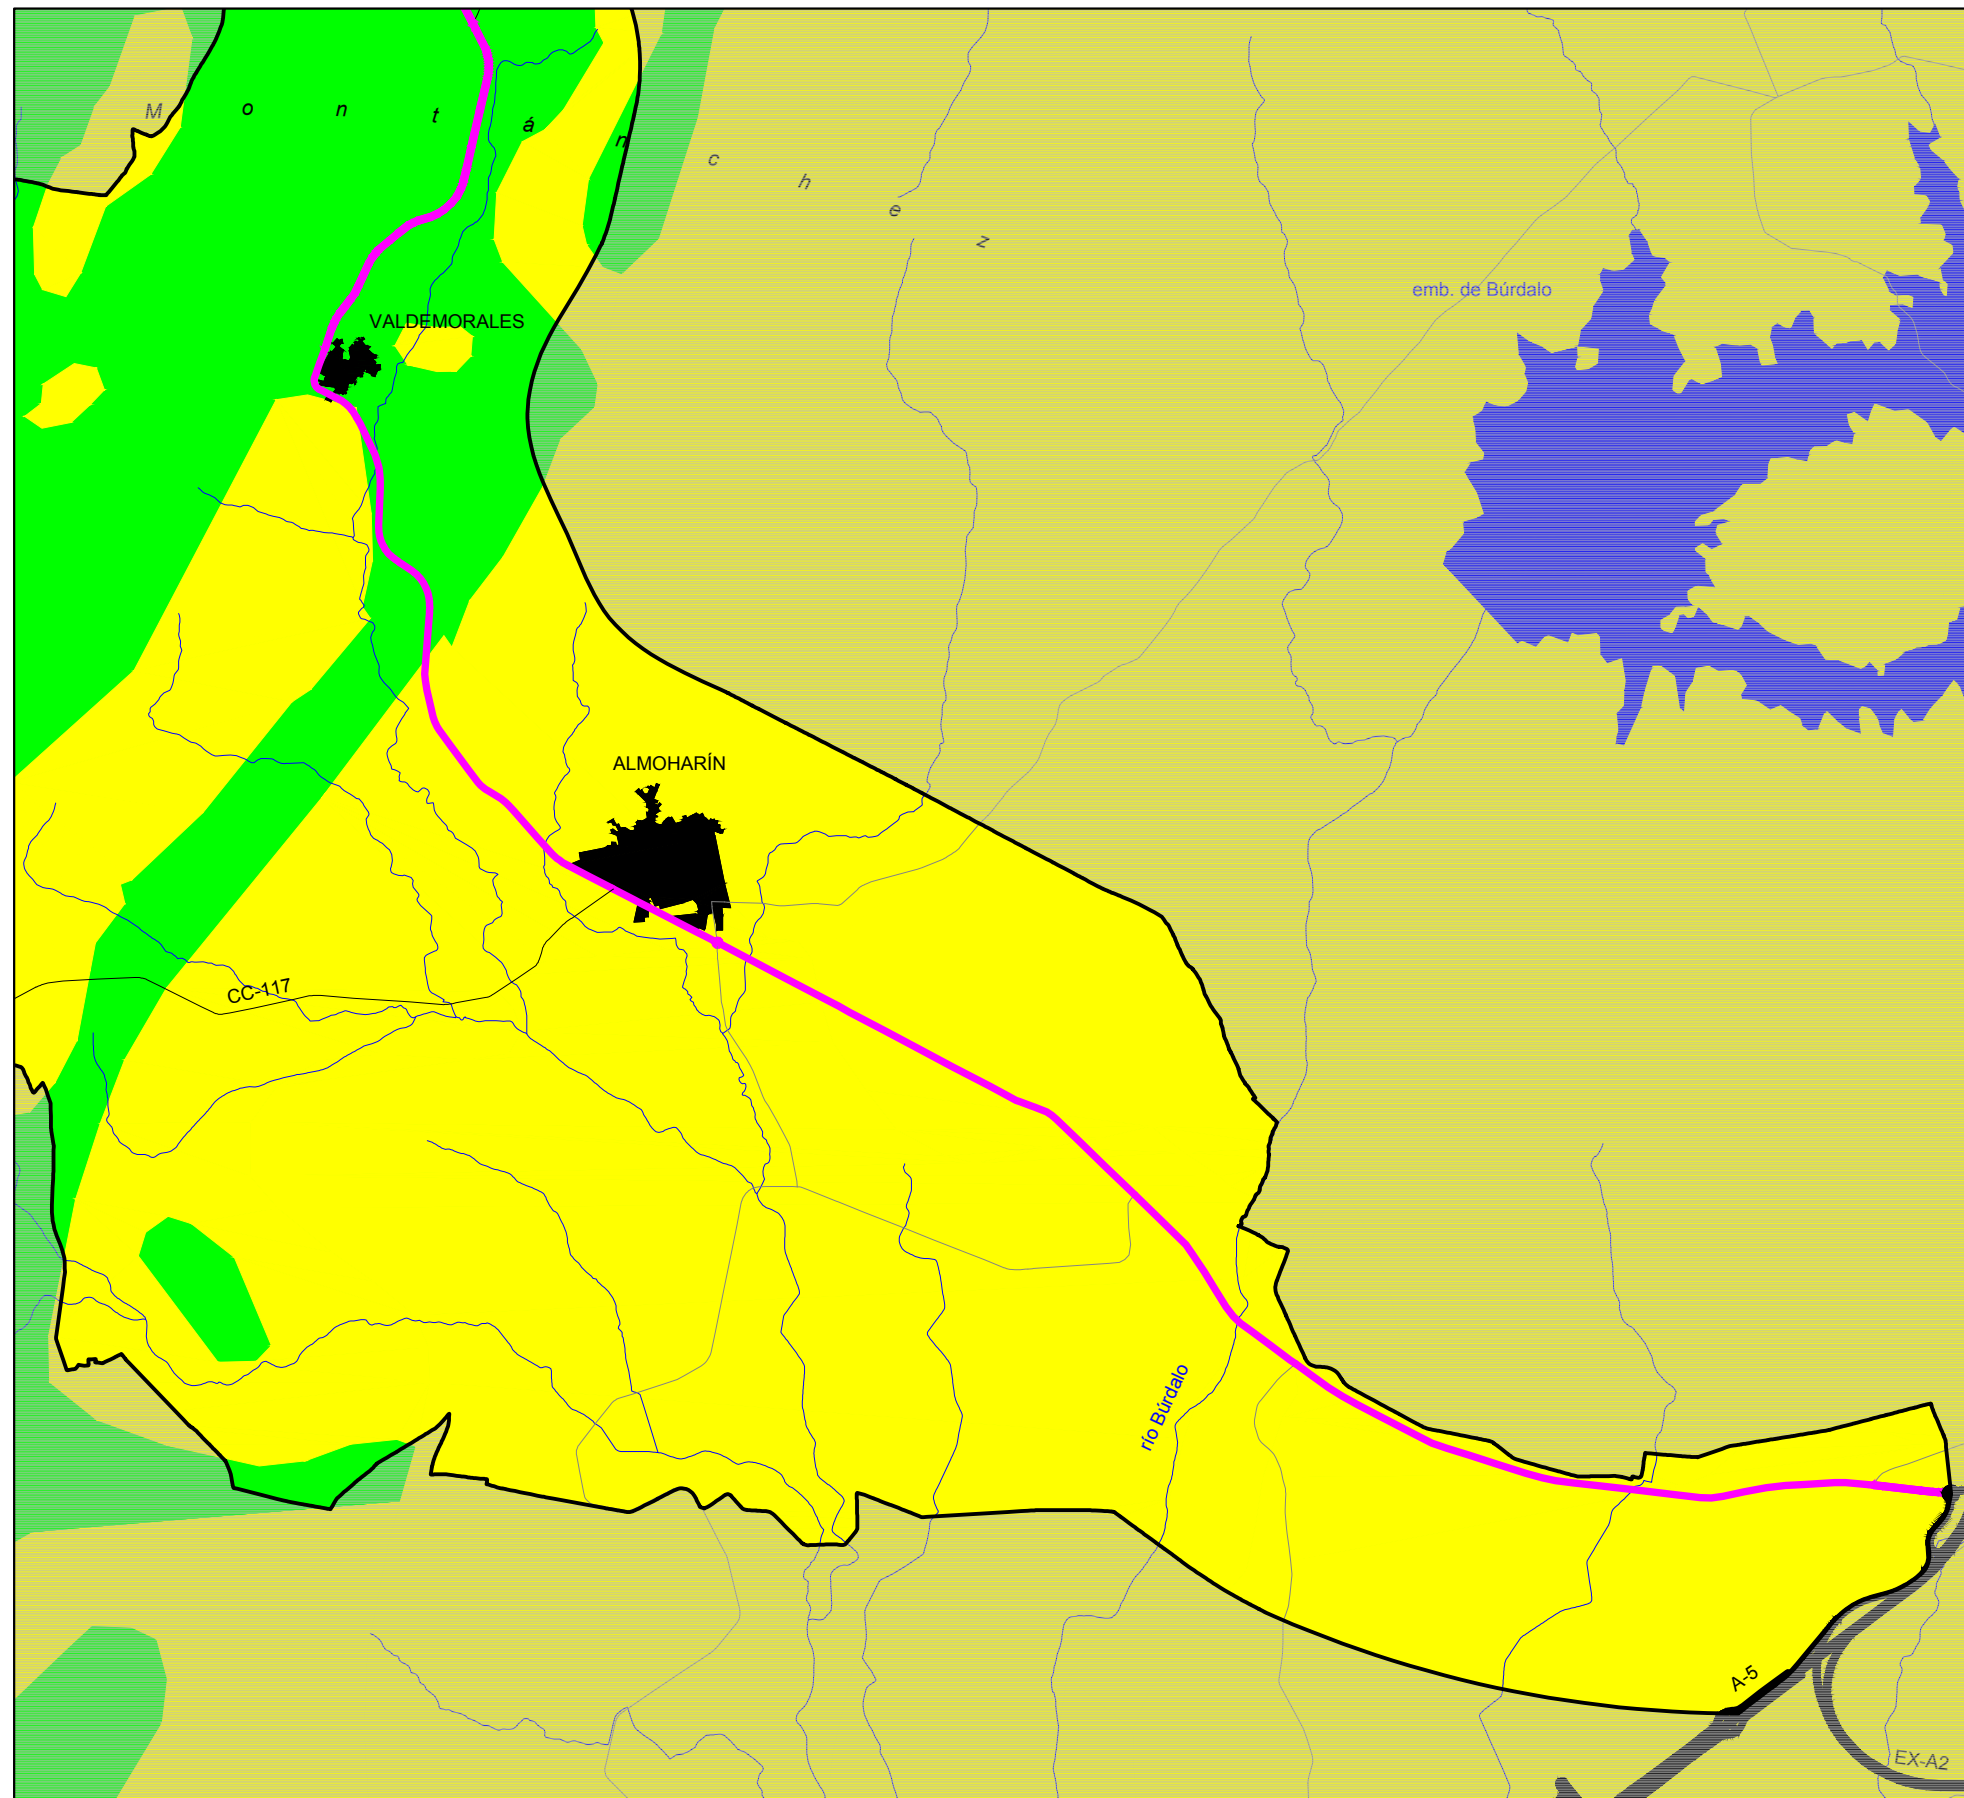 M o n t á n c h e z
emb. de Búrdalo
VALDEMORALES
ALMOHARÍN
CC-117
río Búrdalo
A-5
EX-A2